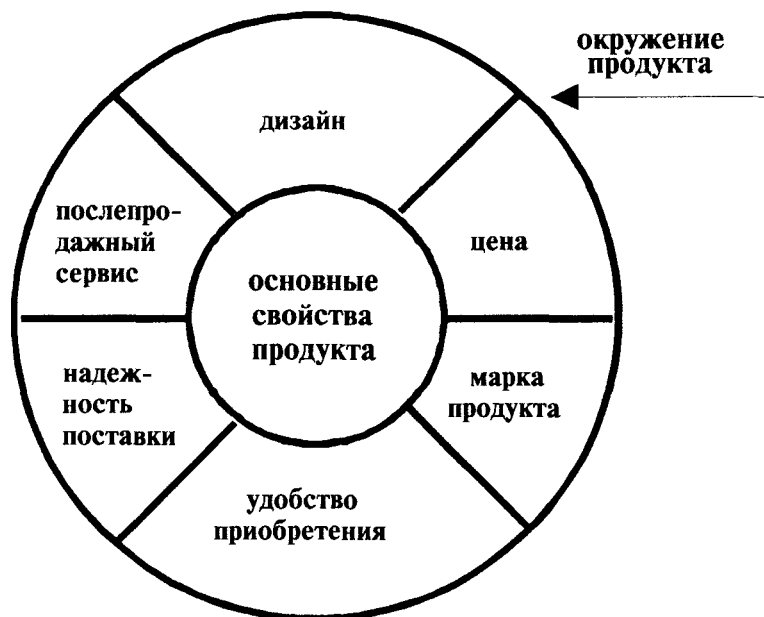 окружение
продукта
дизайн
послепро-
дажный
сервис
цена
основные
свойства
продукта
надеж-
ность
поставки
марка
продукта
удобство
приобретения